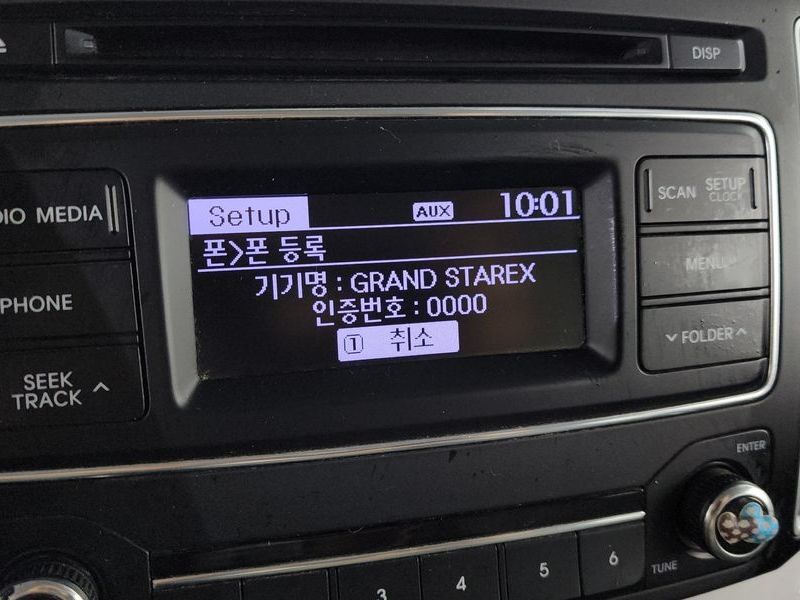 DISP
Setup AUX 10:01
폰>폰 등록
기기명 : GRAND STAREX
인증번호 : 0000
① 취소
DIO MEDIA
PHONE
SEEK
TRACK ∧
SCAN SETUP
CLOCK
MENU
∨ FOLDER ∧
ENTER
TUNE
3 4 5 6